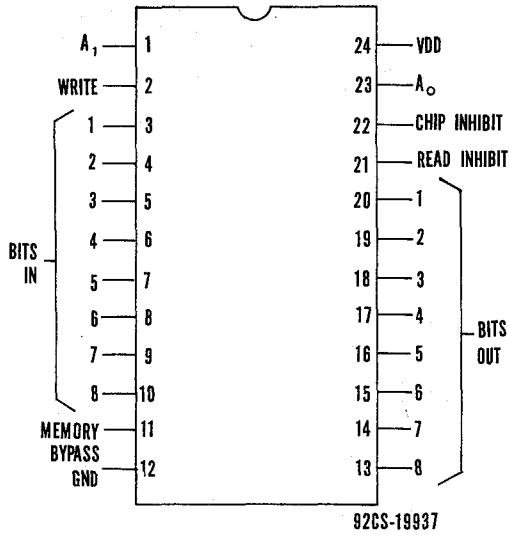 A1 1 24 VDD
WRITE 2 23 A0
1 3 22 CHIP INHIBIT
2 4 21 READ INHIBIT
3 5 20 1
4 6 19 2
BITS IN
5 7 18 3
6 8 17 4
7 9 16 5
BITS OUT
8 10 15 6
MEMORY BYPASS 11 14 7
GND 12 13 8
92CS-19937